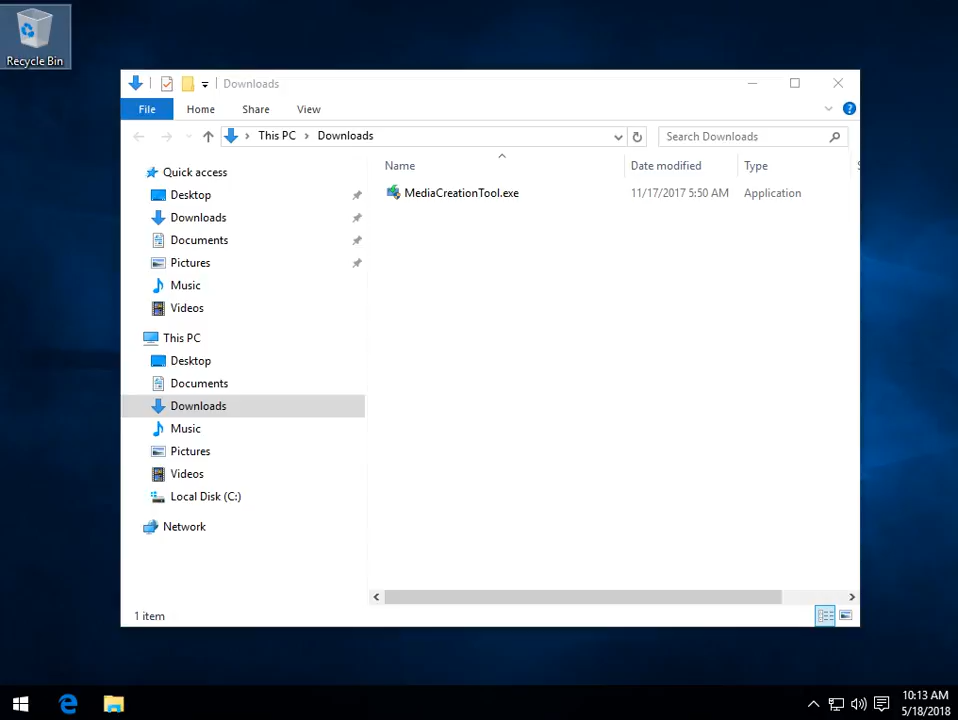 Recycle Bin
Downloads
File Home Share View
This PC Downloads
Search Downloads
Name Date modified Type
MediaCreationTool.exe 11/17/2017 5:50 AM Application
Quick access
Desktop
Downloads
Documents
Pictures
Music
Videos
This PC
Desktop
Documents
Downloads
Music
Pictures
Videos
Local Disk (C:)
Network
1 item
10:13 AM
5/18/2018